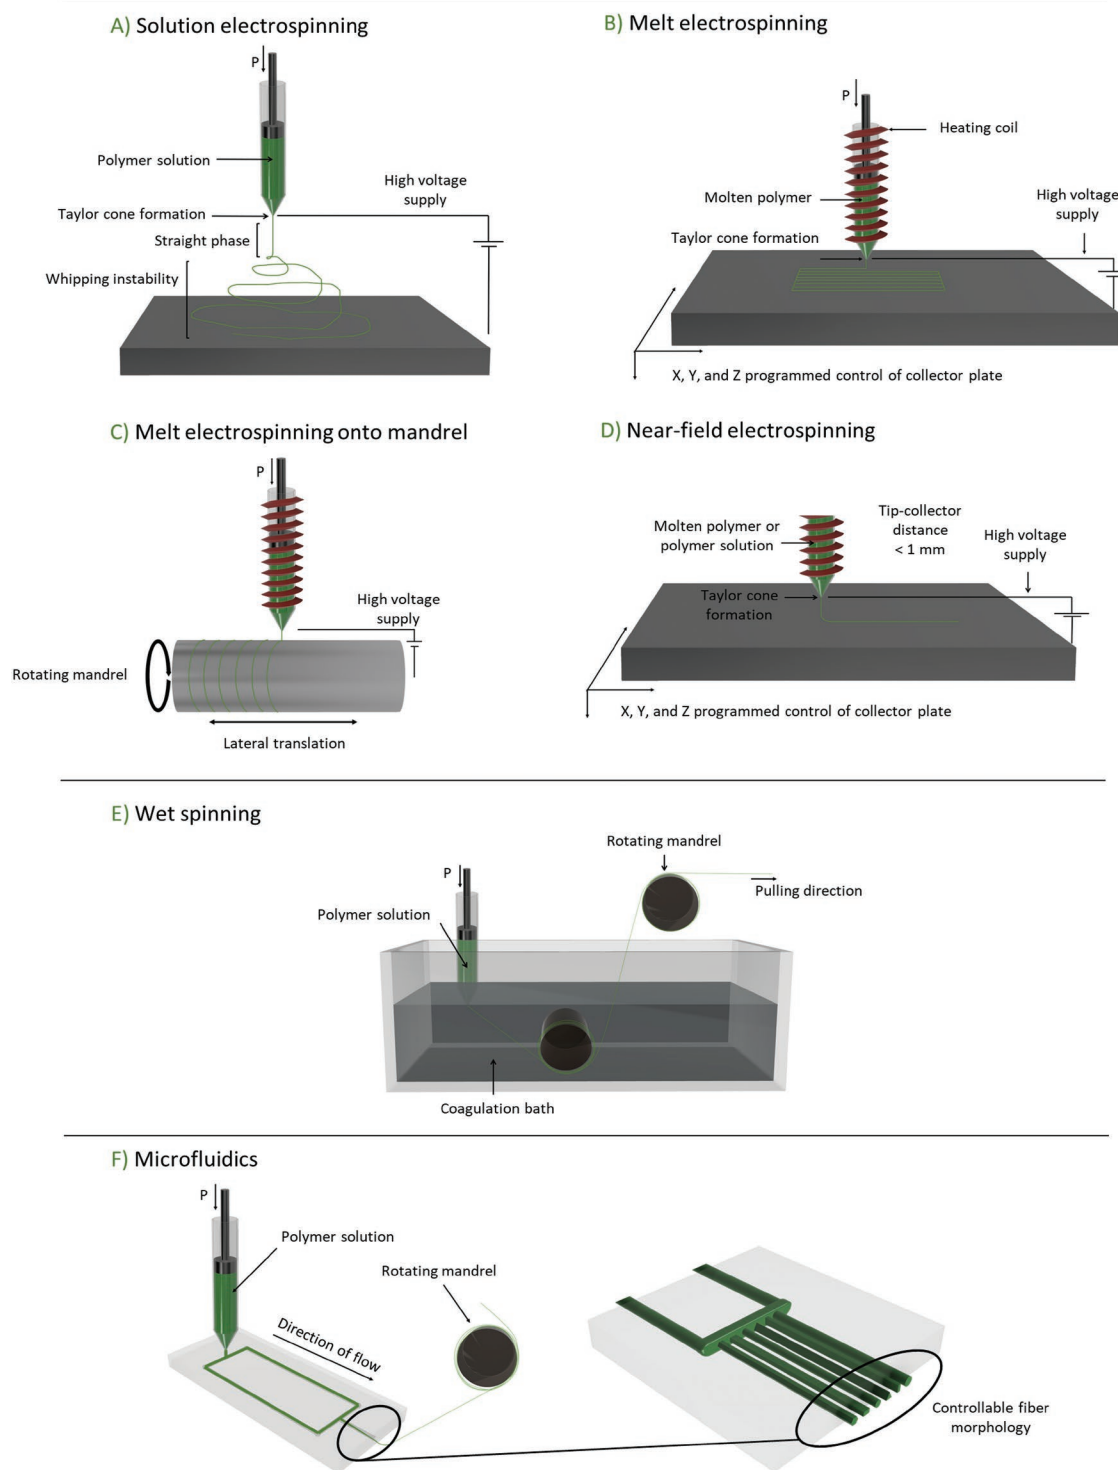 A) Solution electrospinning
P
Polymer solution
Taylor cone formation
Straight phase
Whipping instability
High voltage
supply
B) Melt electrospinning
P
Heating coil
Molten polymer
Taylor cone formation
High voltage
supply
X, Y, and Z programmed control of collector plate
C) Melt electrospinning onto mandrel
P
High voltage
supply
Rotating mandrel
Lateral translation
D) Near-field electrospinning
Molten polymer or
polymer solution
Tip-collector
distance
< 1 mm
High voltage
supply
Taylor cone
formation
X, Y, and Z programmed control of collector plate
E) Wet spinning
P
Polymer solution
Rotating mandrel
Pulling direction
Coagulation bath
F) Microfluidics
P
Polymer solution
Rotating mandrel
Direction of flow
Controllable fiber
morphology